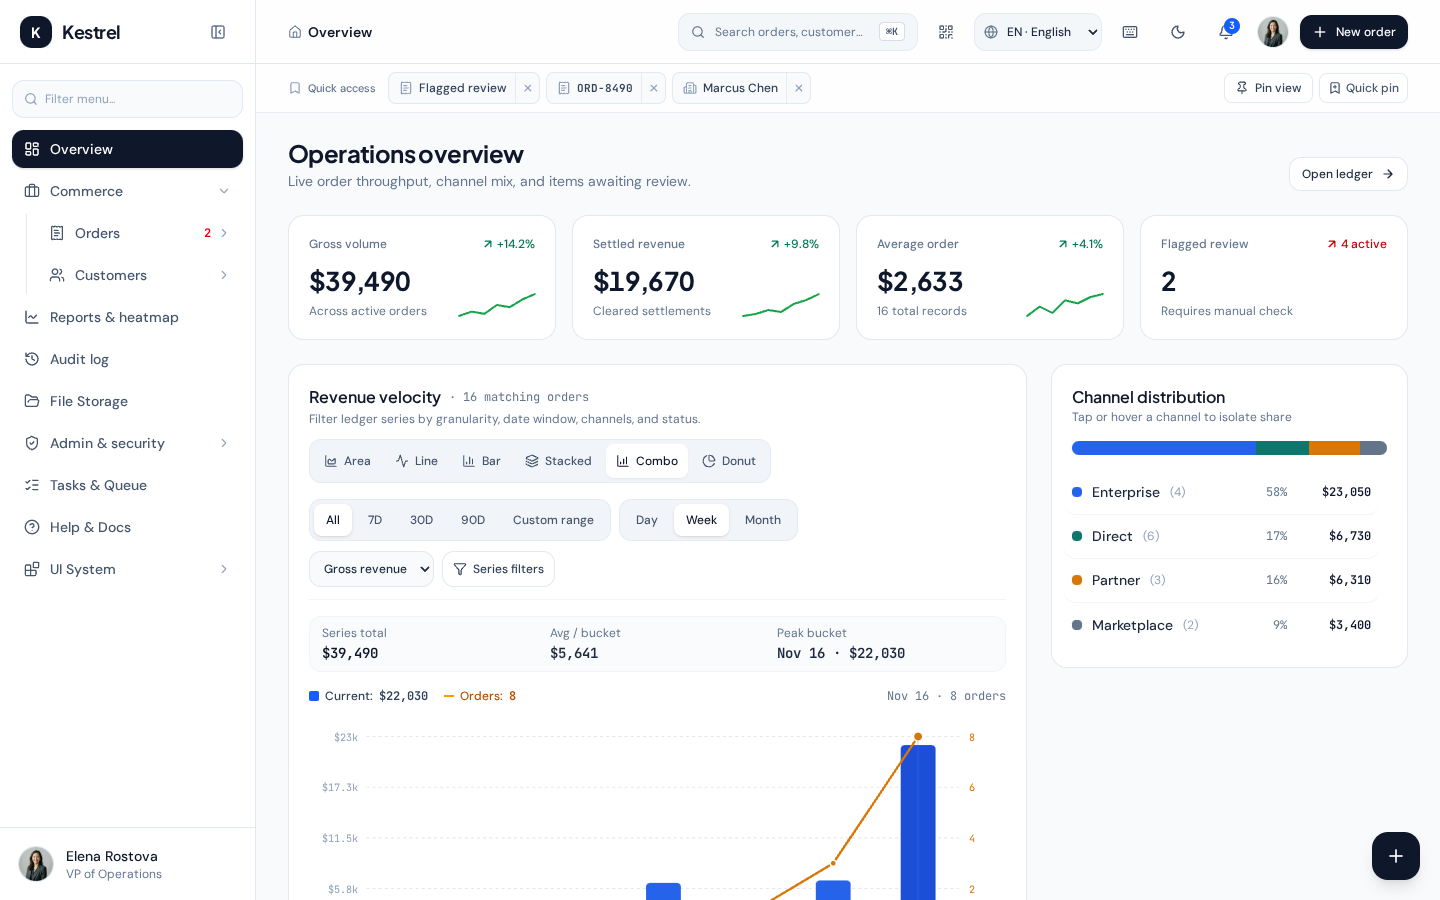 K Kestrel
Overview
Search orders, customer... ⌘K
EN · English
3
New order
Filter menu...
Quick access
Flagged review ×
ORD-8490 ×
Marcus Chen ×
Pin view
Quick pin
Overview
Commerce
Orders 2
Customers
Reports & heatmap
Audit log
File Storage
Admin & security
Tasks & Queue
Help & Docs
UI System
Elena Rostova
VP of Operations
Operations overview
Live order throughput, channel mix, and items awaiting review.
Open ledger
Gross volume +14.2%
$39,490
Across active orders
Settled revenue +9.8%
$19,670
Cleared settlements
Average order +4.1%
$2,633
16 total records
Flagged review 4 active
2
Requires manual check
Revenue velocity · 16 matching orders
Filter ledger series by granularity, date window, channels, and status.
Area Line Bar Stacked Combo Donut
All 7D 30D 90D Custom range Day Week Month
Gross revenue Series filters
Series total
$39,490
Avg / bucket
$5,641
Peak bucket
Nov 16 · $22,030
Current: $22,030 Orders: 8 Nov 16 · 8 orders
$23k 8
$17.3k 6
$11.5k 4
$5.8k 2
Channel distribution
Tap or hover a channel to isolate share
Enterprise (4) 58% $23,050
Direct (6) 17% $6,730
Partner (3) 16% $6,310
Marketplace (2) 9% $3,400